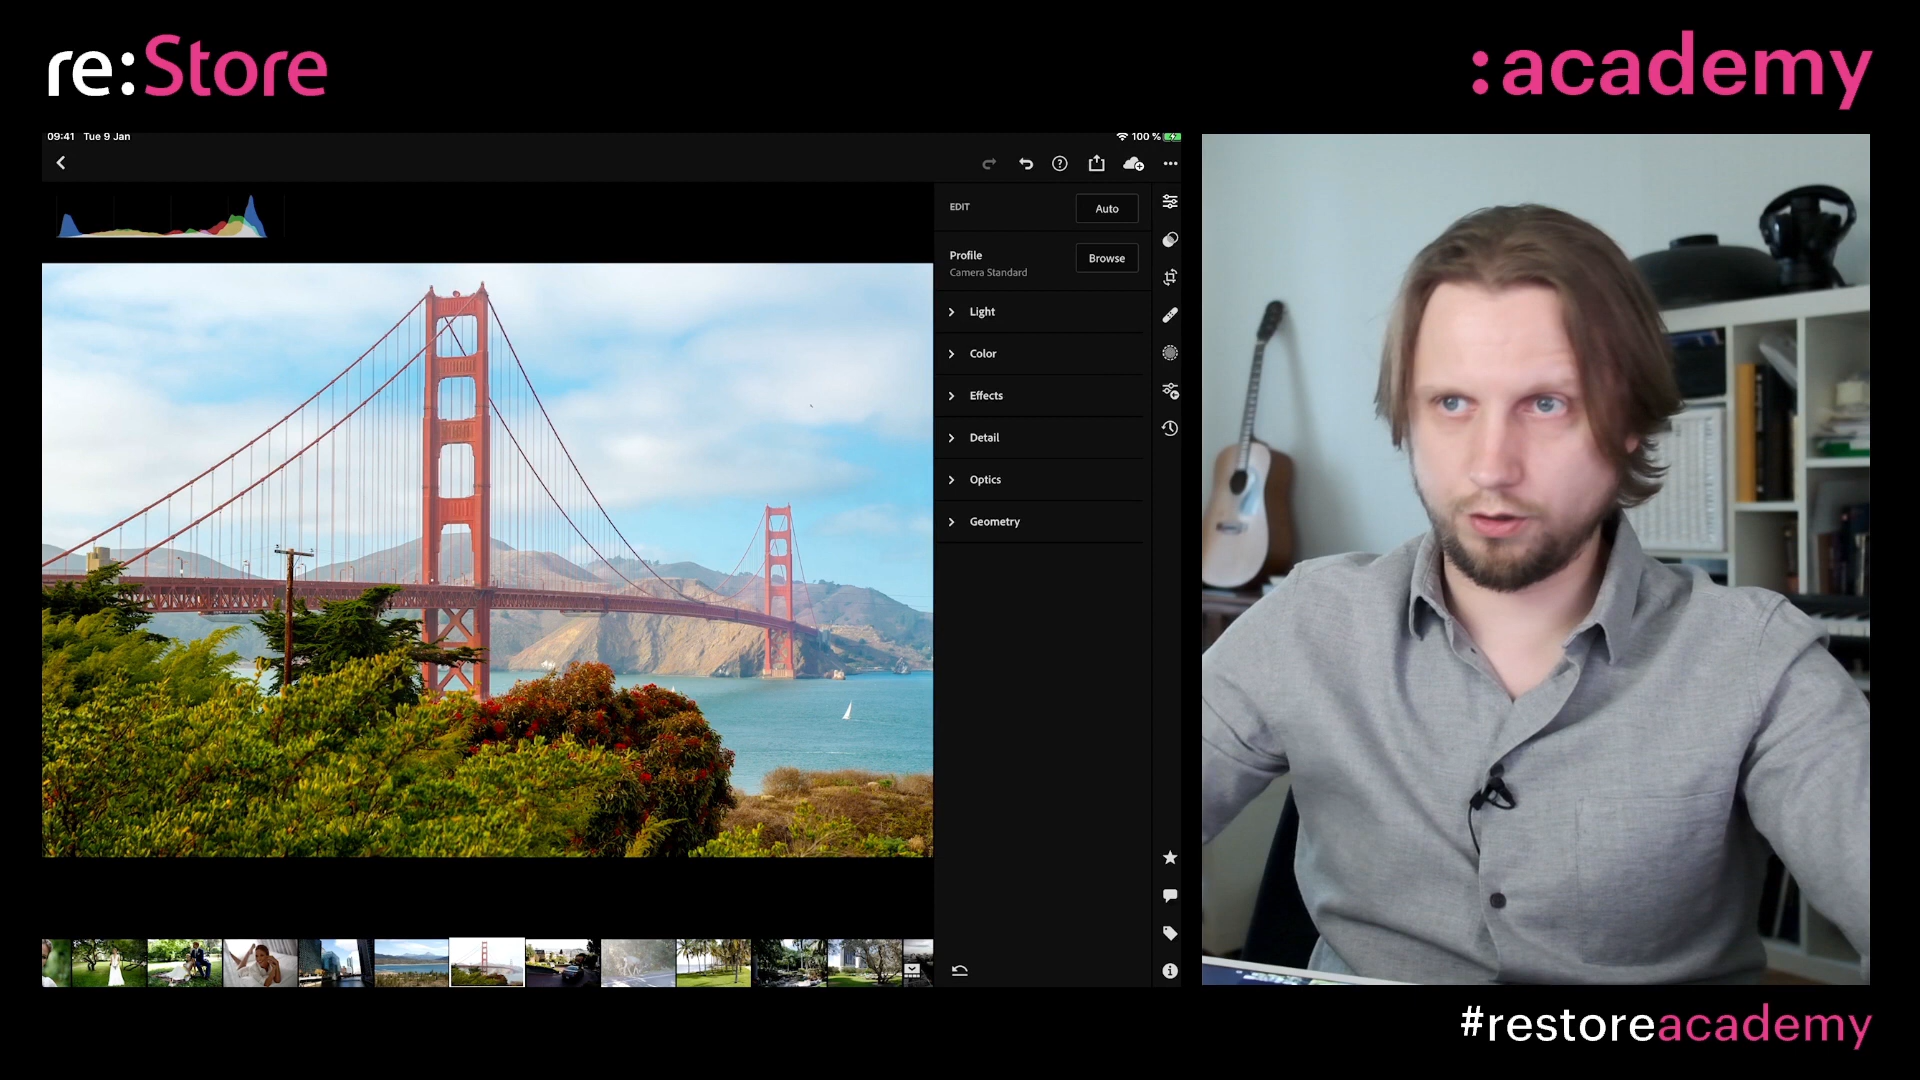 re:Store
:academy
09:41 Tue 9 Jan
100 %
EDIT
Auto
Profile
Camera Standard
Browse
Light
Color
Effects
Detail
Optics
Geometry
#restoreacademy